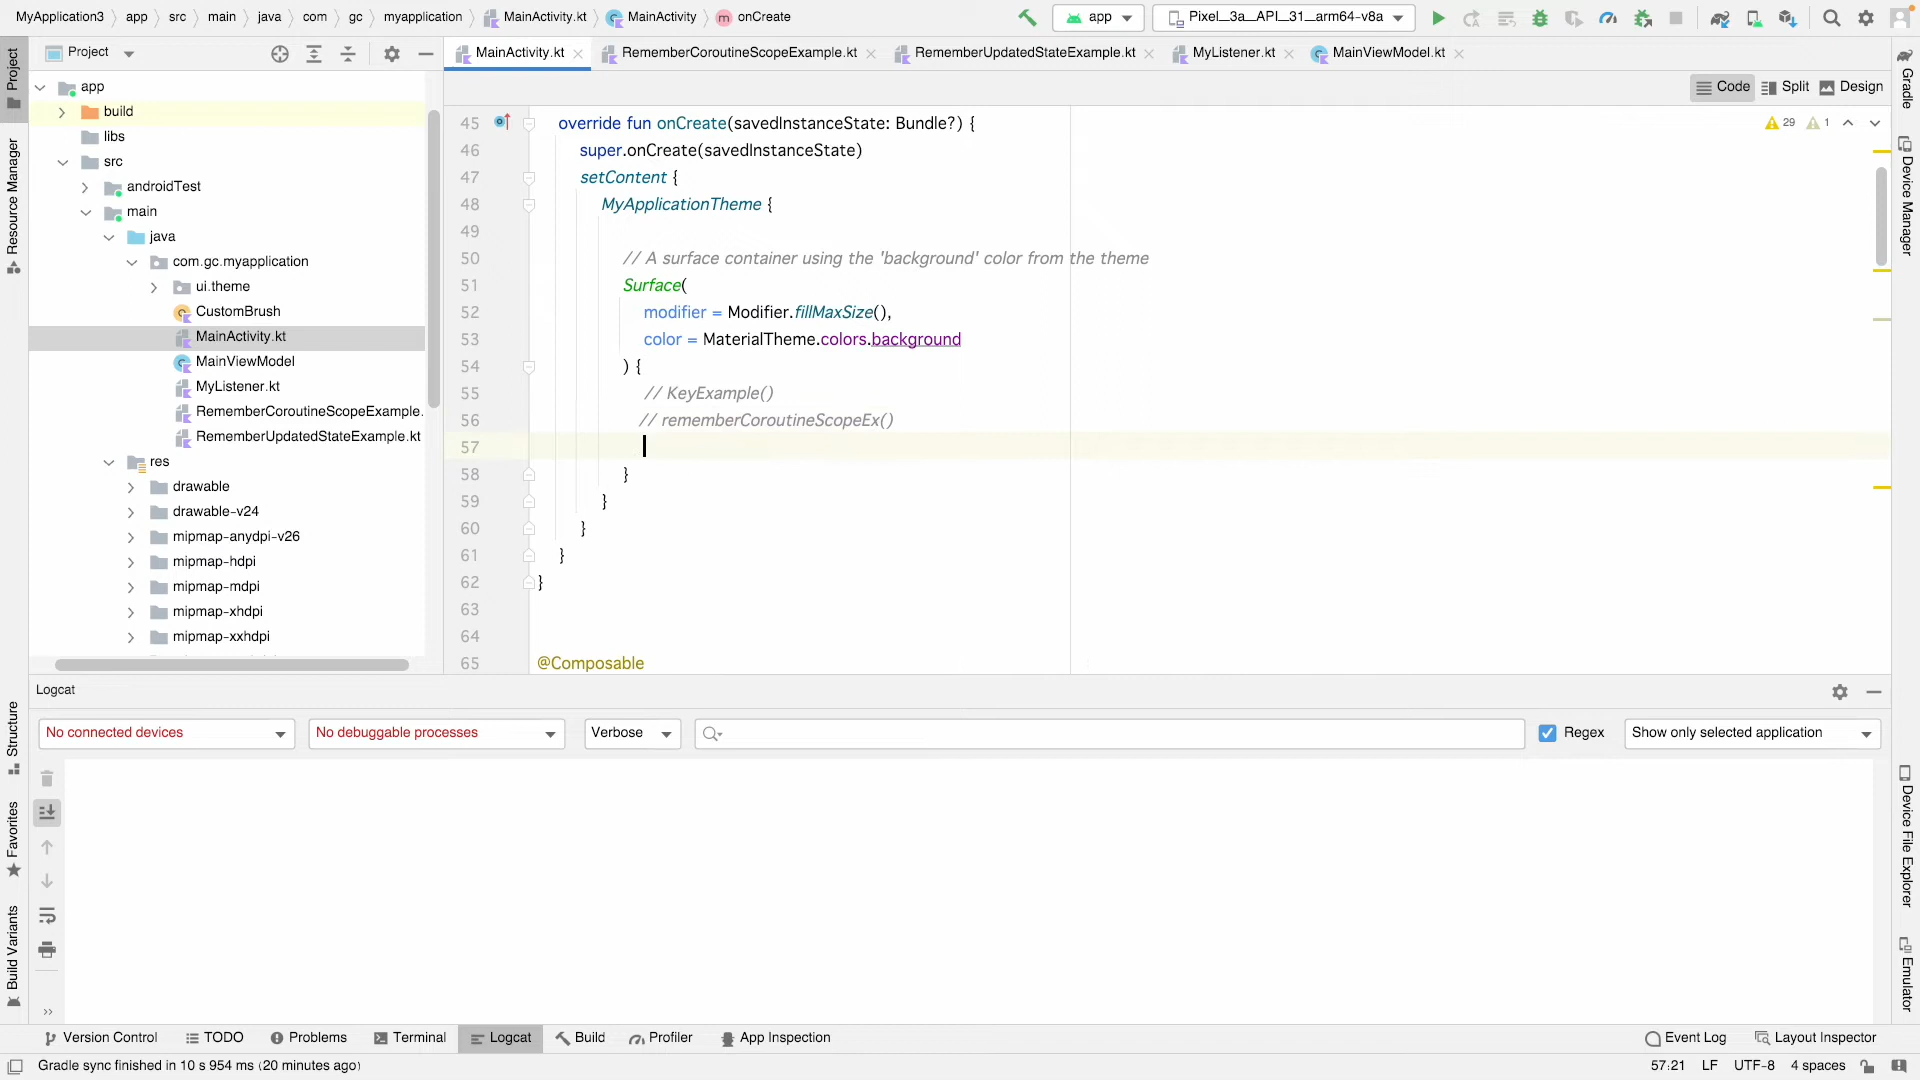 MyApplication3 app src main java com gc myapplication MainActivity.kt MainActivity onCreate app Pixel_3a_API_31_arm64-v8a
Project
MainActivity.kt RememberCoroutineScopeExample.kt RememberUpdatedStateExample.kt MyListener.kt MainViewModel.kt
Code Split Design
app
build
libs
src
androidTest
main
java
com.gc.myapplication
ui.theme
CustomBrush
MainActivity.kt
MainViewModel
MyListener.kt
RememberCoroutineScopeExample.
RememberUpdatedStateExample.kt
res
drawable
drawable-v24
mipmap-anydpi-v26
mipmap-hdpi
mipmap-mdpi
mipmap-xhdpi
mipmap-xxhdpi
29 1
45 override fun onCreate(savedInstanceState: Bundle?) {
46 super.onCreate(savedInstanceState)
47 setContent {
48 MyApplicationTheme {
49
50 // A surface container using the 'background' color from the theme
51 Surface(
52 modifier = Modifier.fillMaxSize(),
53 color = MaterialTheme.colors.background
54 ) {
55 // KeyExample()
56 // rememberCoroutineScopeEx()
57
58 }
59 }
60 }
61 }
62 }
63
64
65 @Composable
Logcat
No connected devices No debuggable processes Verbose Regex Show only selected application
Project
Resource Manager
Structure
Favorites
Build Variants
Gradle
Device Manager
Device File Explorer
Emulator
Version Control TODO Problems Terminal Logcat Build Profiler App Inspection Event Log Layout Inspector
Gradle sync finished in 10 s 954 ms (20 minutes ago) 57:21 LF UTF-8 4 spaces